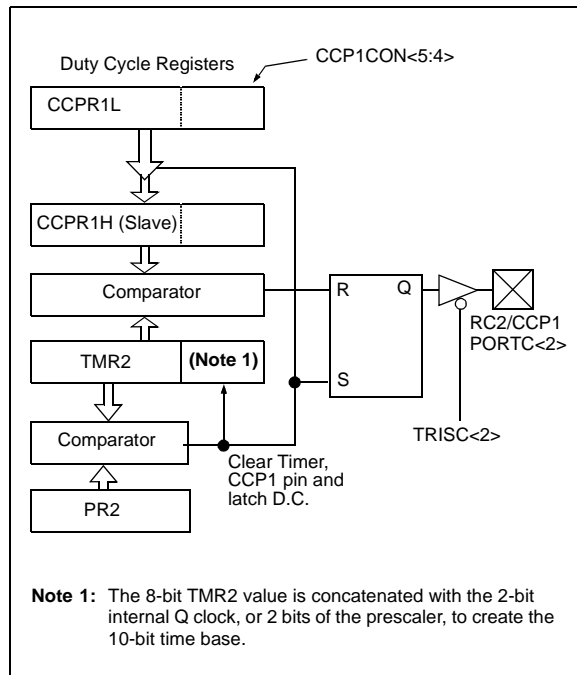 Duty Cycle Registers
CCP1CON<5:4>
CCPR1L
CCPR1H (Slave)
Comparator
R
Q
RC2/CCP1
PORTC<2>
TMR2
(Note 1)
S
TRISC<2>
Comparator
Clear Timer,
CCP1 pin and
latch D.C.
PR2
Note 1: The 8-bit TMR2 value is concatenated with the 2-bit
internal Q clock, or 2 bits of the prescaler, to create the
10-bit time base.